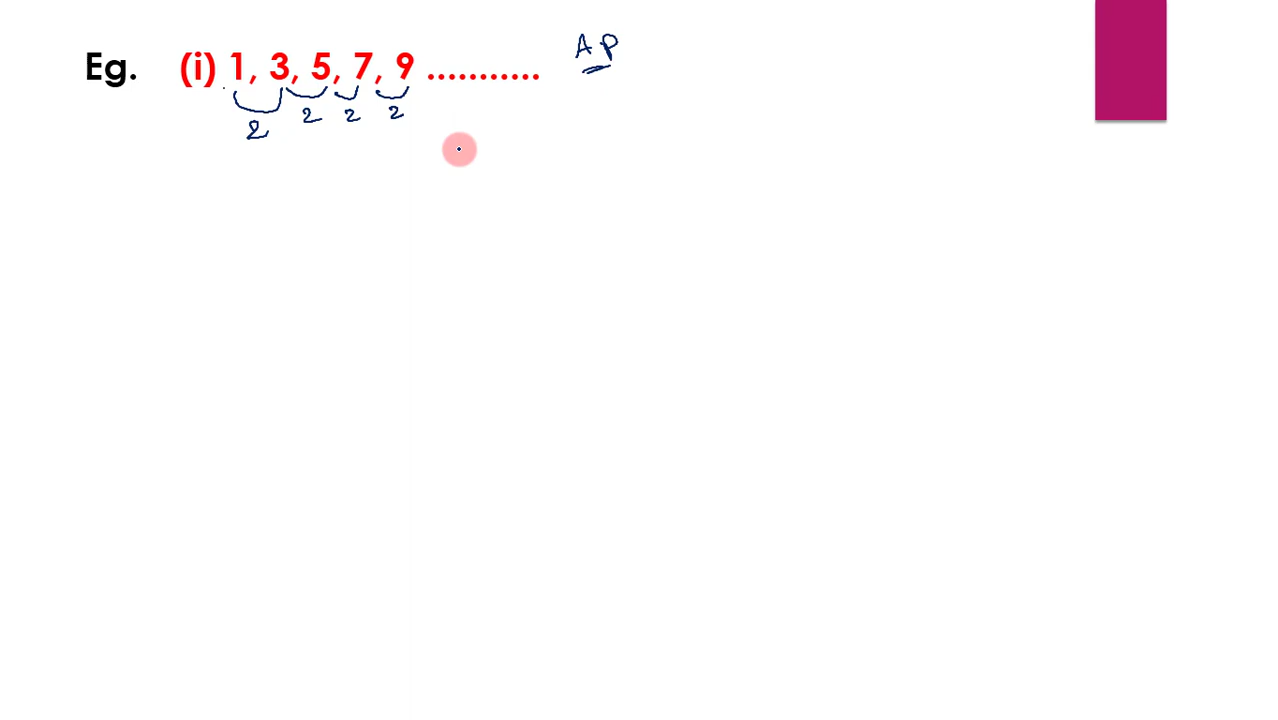 Eg. (i) 1, 3, 5, 7, 9 ........... AP
2 2 2 2